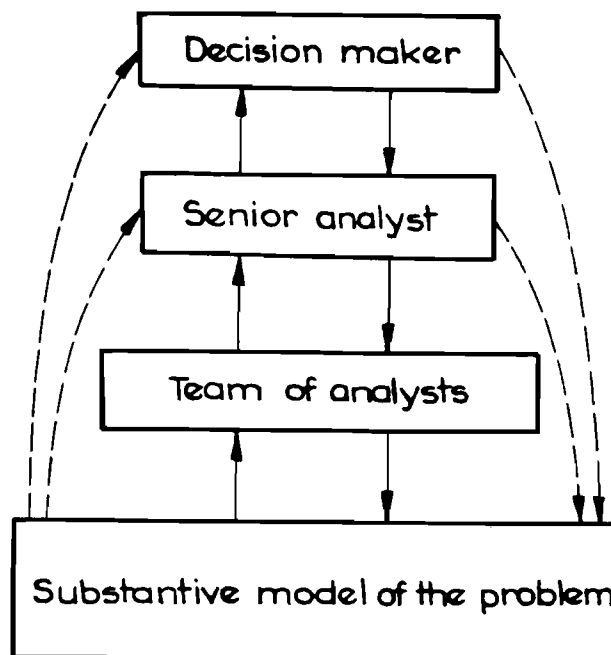 Decision maker
Senior analyst
Team of analysts
Substantive model of the problem